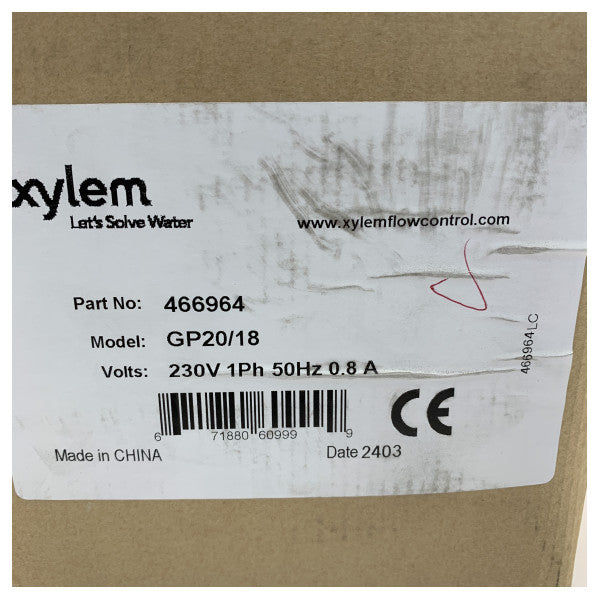 xylem
Let's Solve Water
www.xylemflowcontrol.com
Part No: 466964
Model: GP20/18
Volts: 230V 1Ph 50Hz 0.8 A
6 71880 60999 9
Made in CHINA
Date 2403
466964LC